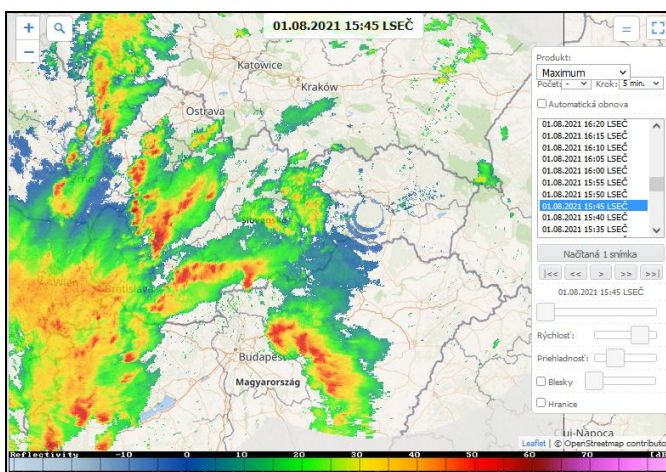 +
−
01.08.2021 15:45 LSEČ
=
Katowice
Kraków
Ostrava
Slovensko
Wien
Bratislava
Budapest
Magyarország
Cluj-Napoca
Produkt:
Maximum
Počet: - Krok: 5 min.
Automatická obnova
01.08.2021 16:20 LSEČ
01.08.2021 16:15 LSEČ
01.08.2021 16:10 LSEČ
01.08.2021 16:05 LSEČ
01.08.2021 16:00 LSEČ
01.08.2021 15:55 LSEČ
01.08.2021 15:50 LSEČ
01.08.2021 15:45 LSEČ
01.08.2021 15:40 LSEČ
01.08.2021 15:35 LSEČ
Načítaná 1 snímka
|<< << > >> >>|
01.08.2021 15:45 LSEČ
Rýchlosť:
Priehľadnosť:
Blesky
Hranice
Leaflet | © OpenStreetmap contributo
Reflectivity -10 0 10 20 30 40 50 60 70